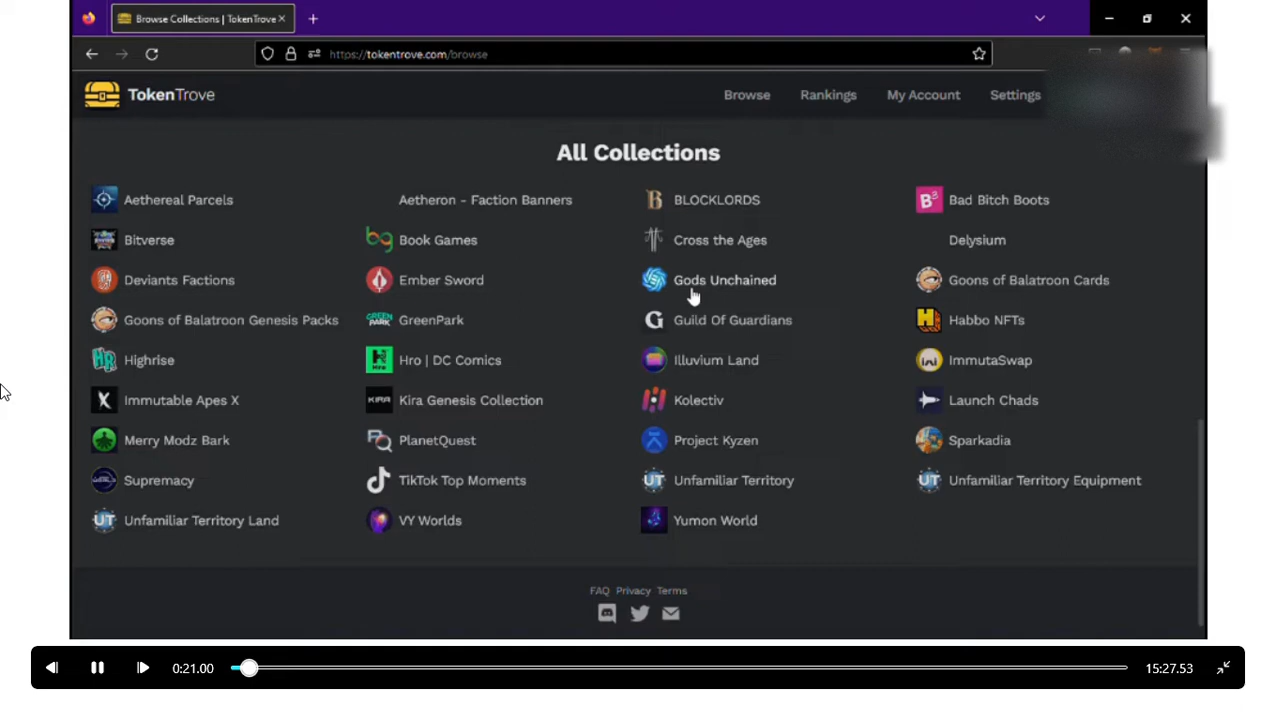 Browse Collections | TokenTrove
https://tokentrove.com/browse
TokenTrove
Browse Rankings My Account Settings
All Collections
Aethereal Parcels Aetheron - Faction Banners BLOCKLORDS Bad Bitch Boots
Bitverse Book Games Cross the Ages Delysium
Deviants Factions Ember Sword Gods Unchained Goons of Balatroon Cards
Goons of Balatroon Genesis Packs GreenPark Guild Of Guardians Habbo NFTs
Highrise Hro | DC Comics Illuvium Land ImmutaSwap
Immutable Apes X Kira Genesis Collection Kolectiv Launch Chads
Merry Modz Bark PlanetQuest Project Kyzen Sparkadia
Supremacy TikTok Top Moments Unfamiliar Territory Unfamiliar Territory Equipment
Unfamiliar Territory Land VY Worlds Yumon World
FAQ Privacy Terms
0:21.00 15:27.53